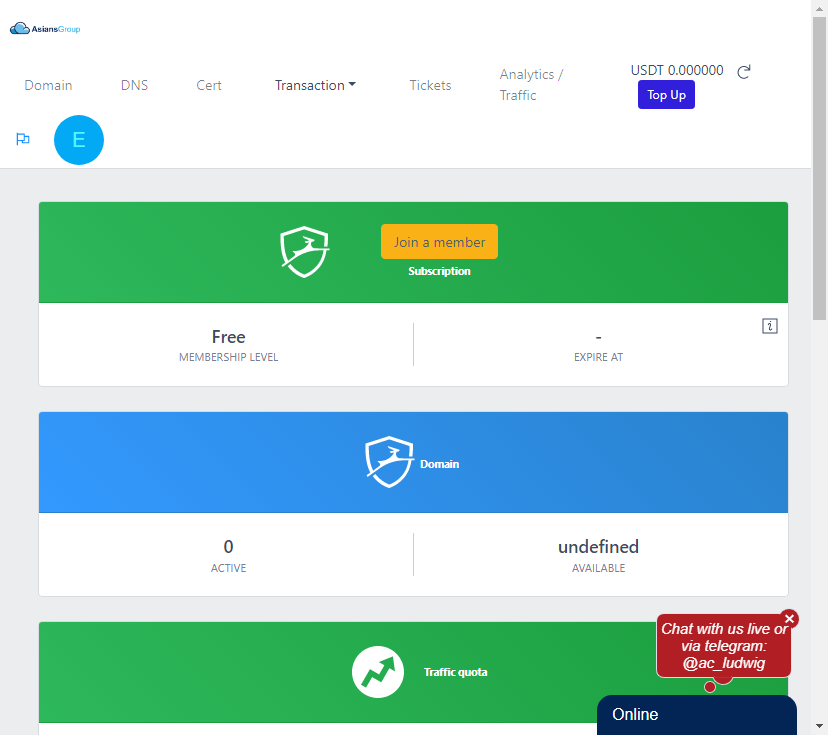 AsiansGroup
Domain
DNS
Cert
Transaction
Tickets
Analytics /
Traffic
USDT 0.000000
Top Up
E
Join a member
Subscription
Free
MEMBERSHIP LEVEL
-
EXPIRE AT
i
Domain
0
ACTIVE
undefined
AVAILABLE
Traffic quota
Chat with us live or
via telegram:
@ac_ludwig
Online